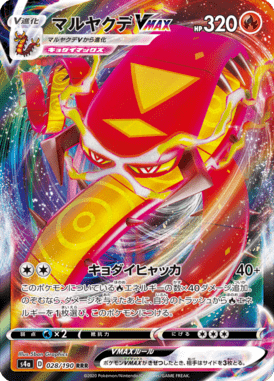 V進化
マルヤクデVMAX
HP 320
マルヤクデVから進化
キョダイマックス
キョダイヒャッカ 40+
このポケモンについているエネルギーの数×40ダメージ追加。
のぞむなら、ダメージを与えたあとに、自分のトラッシュから
エネルギーを1枚選び、このポケモンにつける。
弱点 ×2 抵抗力 にげる
s4a D 028/190 RRR
VMAXルール
©2020 Pokémon/Nintendo/Creatures/GAME FREAK.
VMAXポケモンがきぜつしたとき、相手はサイドを3枚とる。